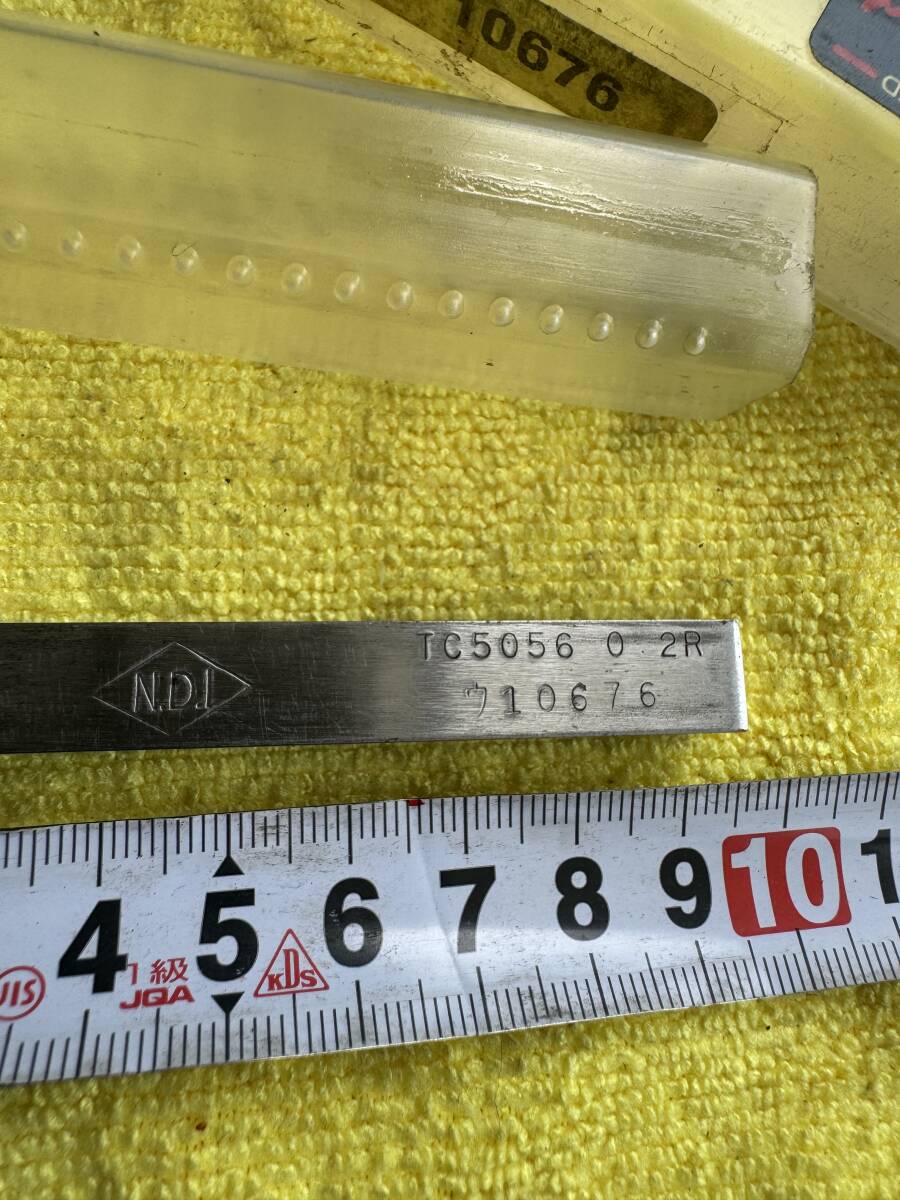 10676
N.D.I
TC5056 0.2R
ウ10676
4 5 6 7 8 9 10 1
JIS
1級
JQA
KDS